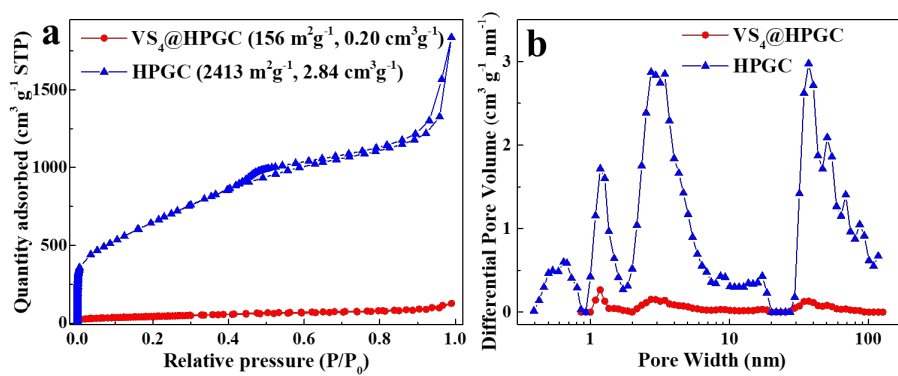 a
VS₄@HPGC (156 m²g⁻¹, 0.20 cm³g⁻¹)
HPGC (2413 m²g⁻¹, 2.84 cm³g⁻¹)
Quantity adsorbed (cm³ g⁻¹ STP)
1500
1000
500
0
0.0 0.2 0.4 0.6 0.8 1.0
Relative pressure (P/P₀)
b
VS₄@HPGC
HPGC
Differential Pore Volume (cm³ g⁻¹ nm⁻¹)
3
2
1
0
1 10 100
Pore Width (nm)